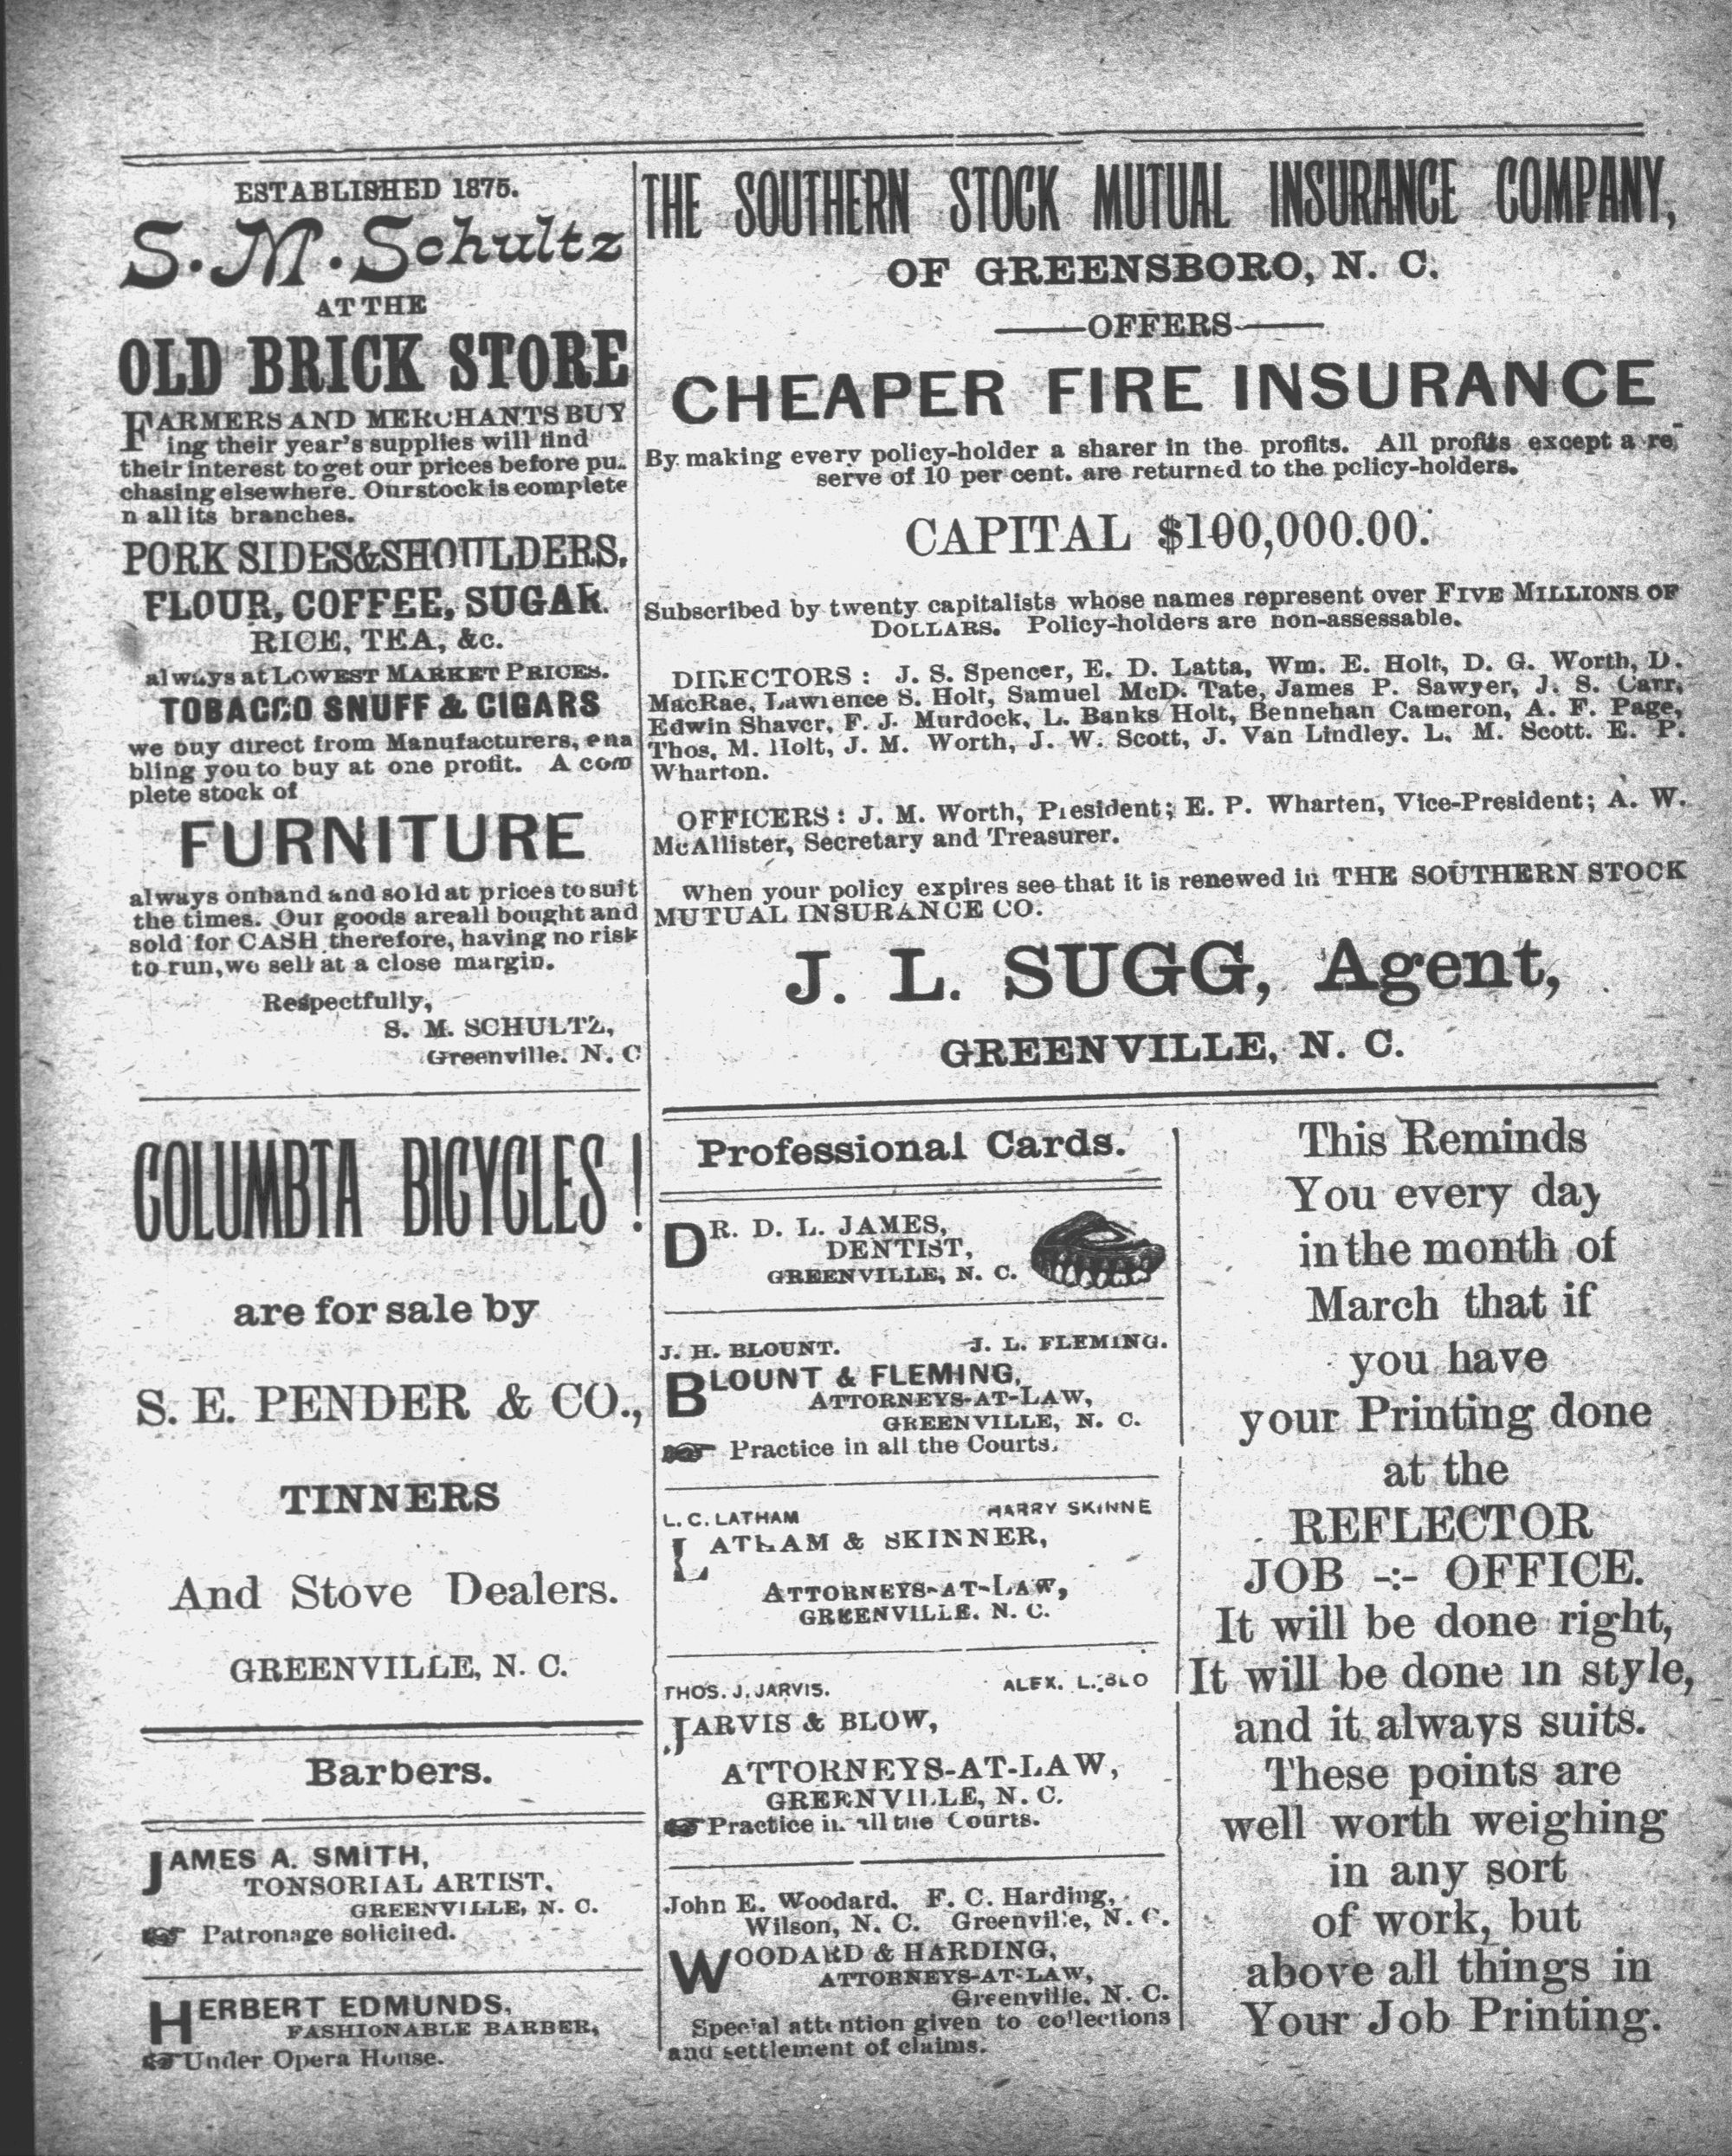 ESTABLISHED 1875.
S. M. Schultz
AT THE
OLD BRICK STORE
FARMERS AND MERCHANTS BUY
ing their year's supplies will find
their interest to get our prices before pu.
chasing elsewhere. Our stock is complete
n all its branches.
PORK SIDES & SHOULDERS.
FLOUR, COFFEE, SUGAR.
RICE, TEA, &c.
always at LOWEST MARKET PRICES.
TOBACCO SNUFF & CIGARS
we buy direct from Manufacturers, ena
bling you to buy at one profit. A com
plete stock of
FURNITURE
always onhand and sold at prices to suit
the times. Our goods are all bought and
sold for CASH therefore, having no risk
to run, we sell at a close margin.
Respectfully,
S. M. SCHULTZ,
Greenville. N. C
COLUMBIA BICYCLES!
are for sale by
S. E. PENDER & CO.,
TINNERS
And Stove Dealers.
GREENVILLE, N. C.
Barbers.
JAMES A. SMITH,
TONSORIAL ARTIST,
GREENVILLE, N. C.
Patronage solicited.
HERBERT EDMUNDS,
FASHIONABLE BARBER,
Under Opera House.
THE SOUTHERN STOCK MUTUAL INSURANCE COMPANY,
OF GREENSBORO, N. C.
OFFERS
CHEAPER FIRE INSURANCE
By making every policy-holder a sharer in the profits. All profits except a re-
serve of 10 per cent. are returned to the policy-holders.
CAPITAL $100,000.00.
Subscribed by twenty capitalists whose names represent over FIVE MILLIONS OF
DOLLARS. Policy-holders are non-assessable.
DIRECTORS: J. S. Spencer, E. D. Latta, Wm. E. Holt, D. G. Worth, D.
MacRae, Lawrence S. Holt, Samuel McD. Tate, James P. Sawyer, J. S. Carr,
Edwin Shaver, F. J. Murdock, L. Banks Holt, Bennehan Cameron, A. F. Page,
Thos. M. Holt, J. M. Worth, J. W. Scott, J. Van Lindley. L. M. Scott. E. P.
Wharton.
OFFICERS: J. M. Worth, President; E. P. Wharten, Vice-President; A. W.
McAllister, Secretary and Treasurer.
When your policy expires see that it is renewed in THE SOUTHERN STOCK
MUTUAL INSURANCE CO.
J. L. SUGG, Agent,
GREENVILLE, N. C.
Professional Cards.
DR. D. L. JAMES,
DENTIST,
GREENVILLE, N. C.
J. H. BLOUNT. J. L. FLEMING.
BLOUNT & FLEMING,
ATTORNEYS-AT-LAW,
GREENVILLE, N. C.
Practice in all the Courts.
L. C. LATHAM HARRY SKINNE
LATHAM & SKINNER,
ATTORNEYS-AT-LAW,
GREENVILLE. N. C.
THOS. J. JARVIS. ALEX. L. BLO
JARVIS & BLOW,
ATTORNEYS-AT-LAW,
GREENVILLE, N. C.
Practice in all the Courts.
John E. Woodard, F. C. Harding,
Wilson, N. C. Greenville, N. C.
WOODARD & HARDING,
ATTORNEYS-AT-LAW,
Greenville, N. C.
Special attention given to collections
and settlement of claims.
This Reminds
You every day
in the month of
March that if
you have
your Printing done
at the
REFLECTOR
JOB -:- OFFICE.
It will be done right,
It will be done in style,
and it always suits.
These points are
well worth weighing
in any sort
of work, but
above all things in
Your Job Printing.